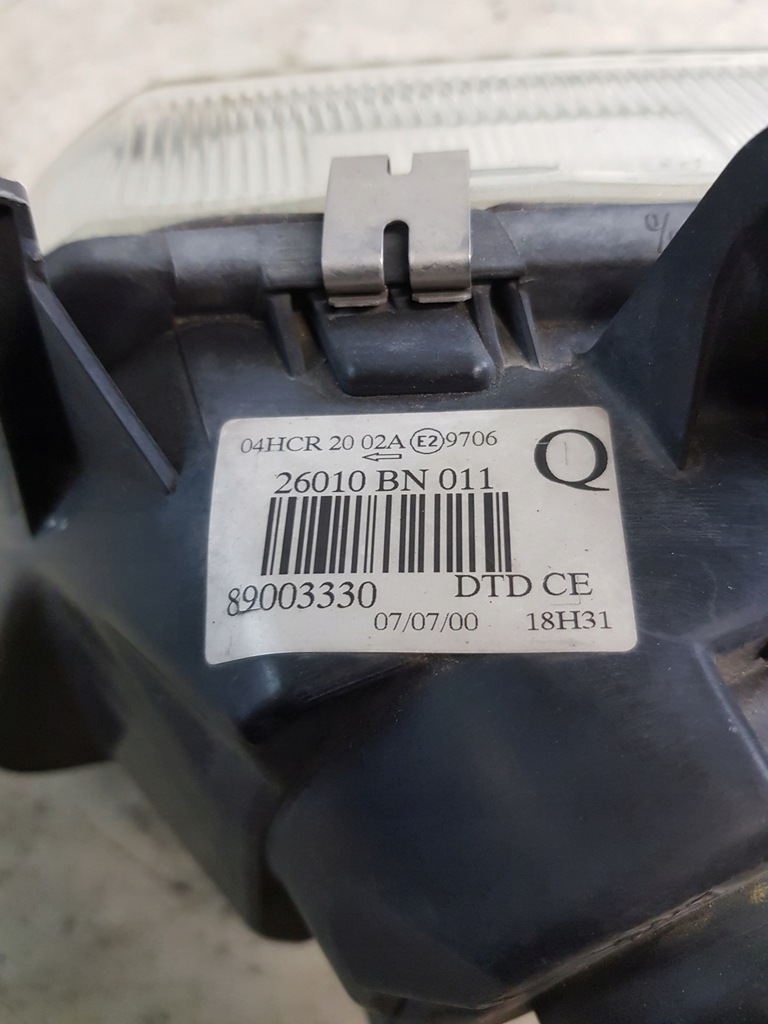 04HCR 20 02A E2 9706
Q
26010 BN 011
89003330 DTD CE
07/07/00 18H31